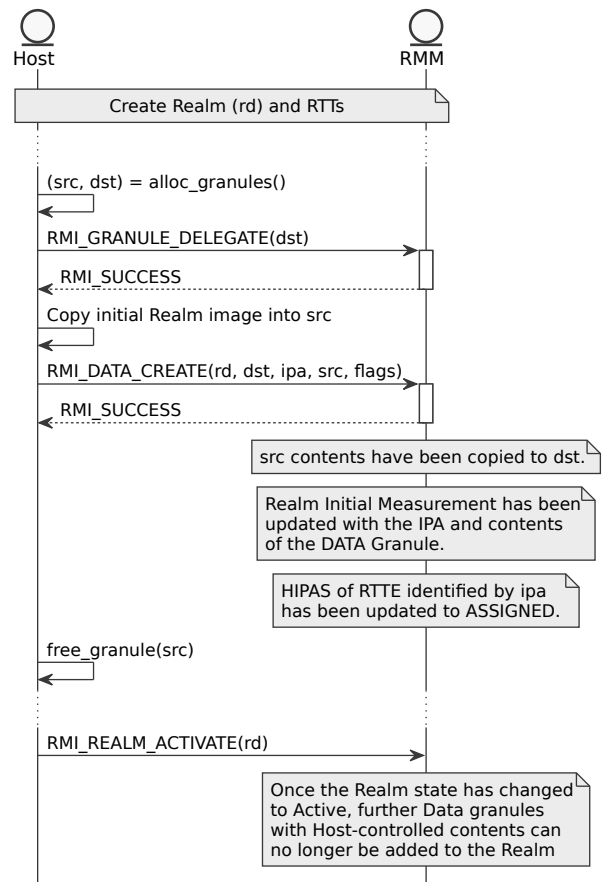 Host
RMM
Create Realm (rd) and RTTs
(src, dst) = alloc_granules()
RMI_GRANULE_DELEGATE(dst)
RMI_SUCCESS
Copy initial Realm image into src
RMI_DATA_CREATE(rd, dst, ipa, src, flags)
RMI_SUCCESS
src contents have been copied to dst.
Realm Initial Measurement has been
updated with the IPA and contents
of the DATA Granule.
HIPAS of RTTE identified by ipa
has been updated to ASSIGNED.
free_granule(src)
RMI_REALM_ACTIVATE(rd)
Once the Realm state has changed
to Active, further Data granules
with Host-controlled contents can
no longer be added to the Realm